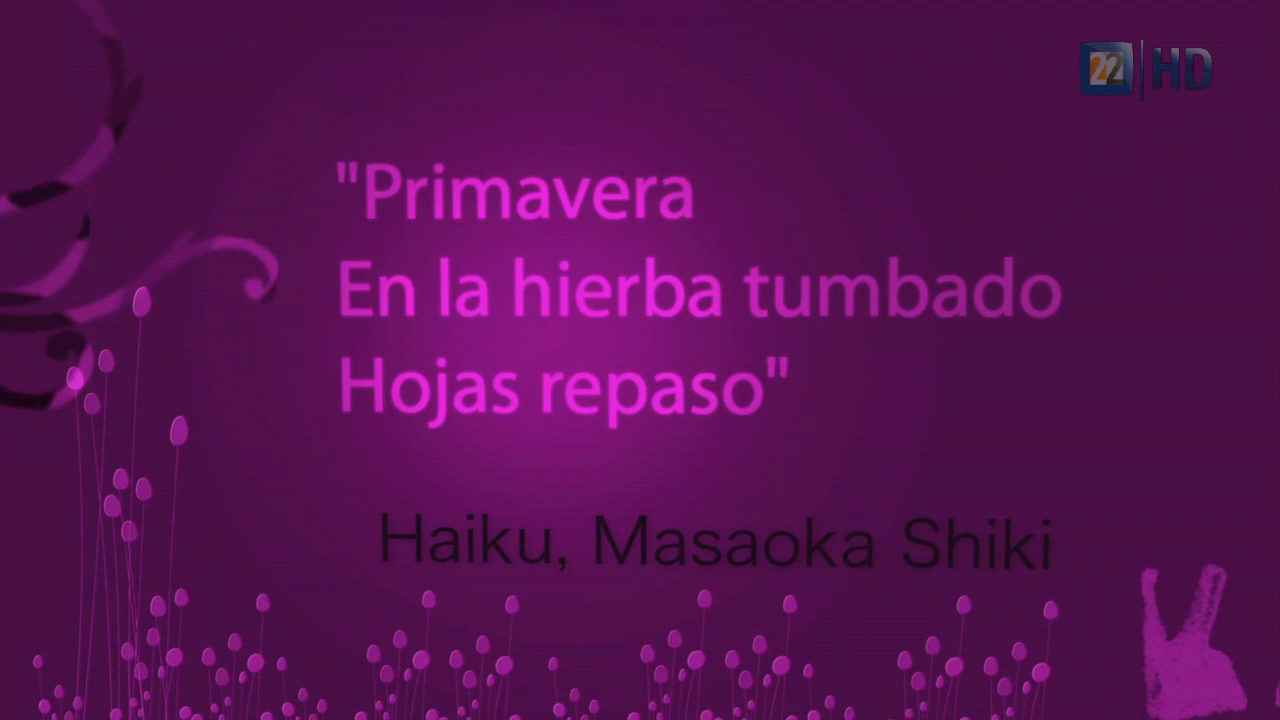 22 HD
"Primavera
En la hierba tumbado
Hojas repaso"
Haiku, Masaoka Shiki